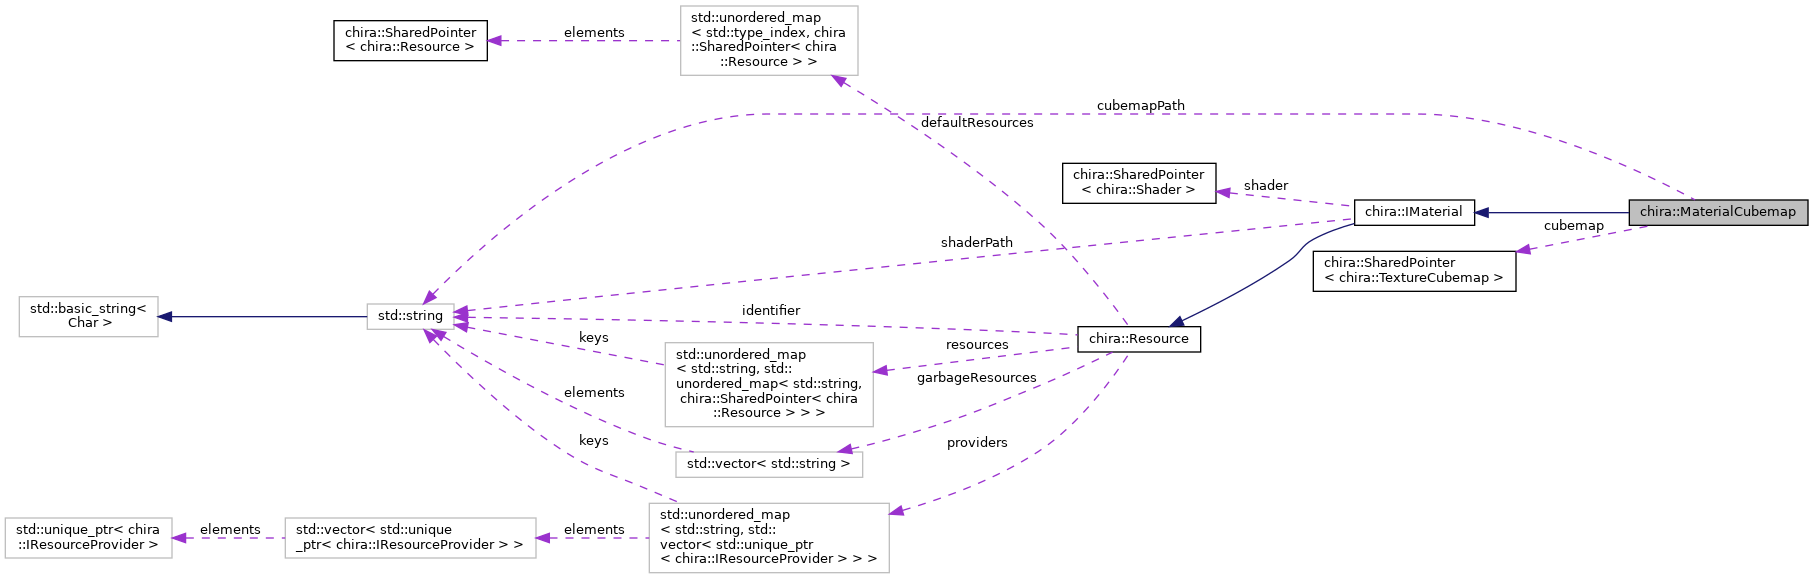 chira::SharedPointer
< chira::Resource >
elements
std::unordered_map
< std::type_index, chira
::SharedPointer< chira
::Resource > >
cubemapPath
defaultResources
chira::SharedPointer
< chira::Shader >
shader
chira::IMaterial
chira::MaterialCubemap
cubemap
chira::SharedPointer
< chira::TextureCubemap >
shaderPath
std::basic_string<
Char >
std::string
identifier
chira::Resource
keys
resources
std::unordered_map
< std::string, std::
unordered_map< std::string,
chira::SharedPointer< chira
::Resource > > >
garbageResources
elements
keys
providers
std::vector< std::string >
std::unique_ptr< chira
::IResourceProvider >
elements
std::vector< std::unique
_ptr< chira::IResourceProvider > >
elements
std::unordered_map
< std::string, std::
vector< std::unique_ptr
< chira::IResourceProvider > > >